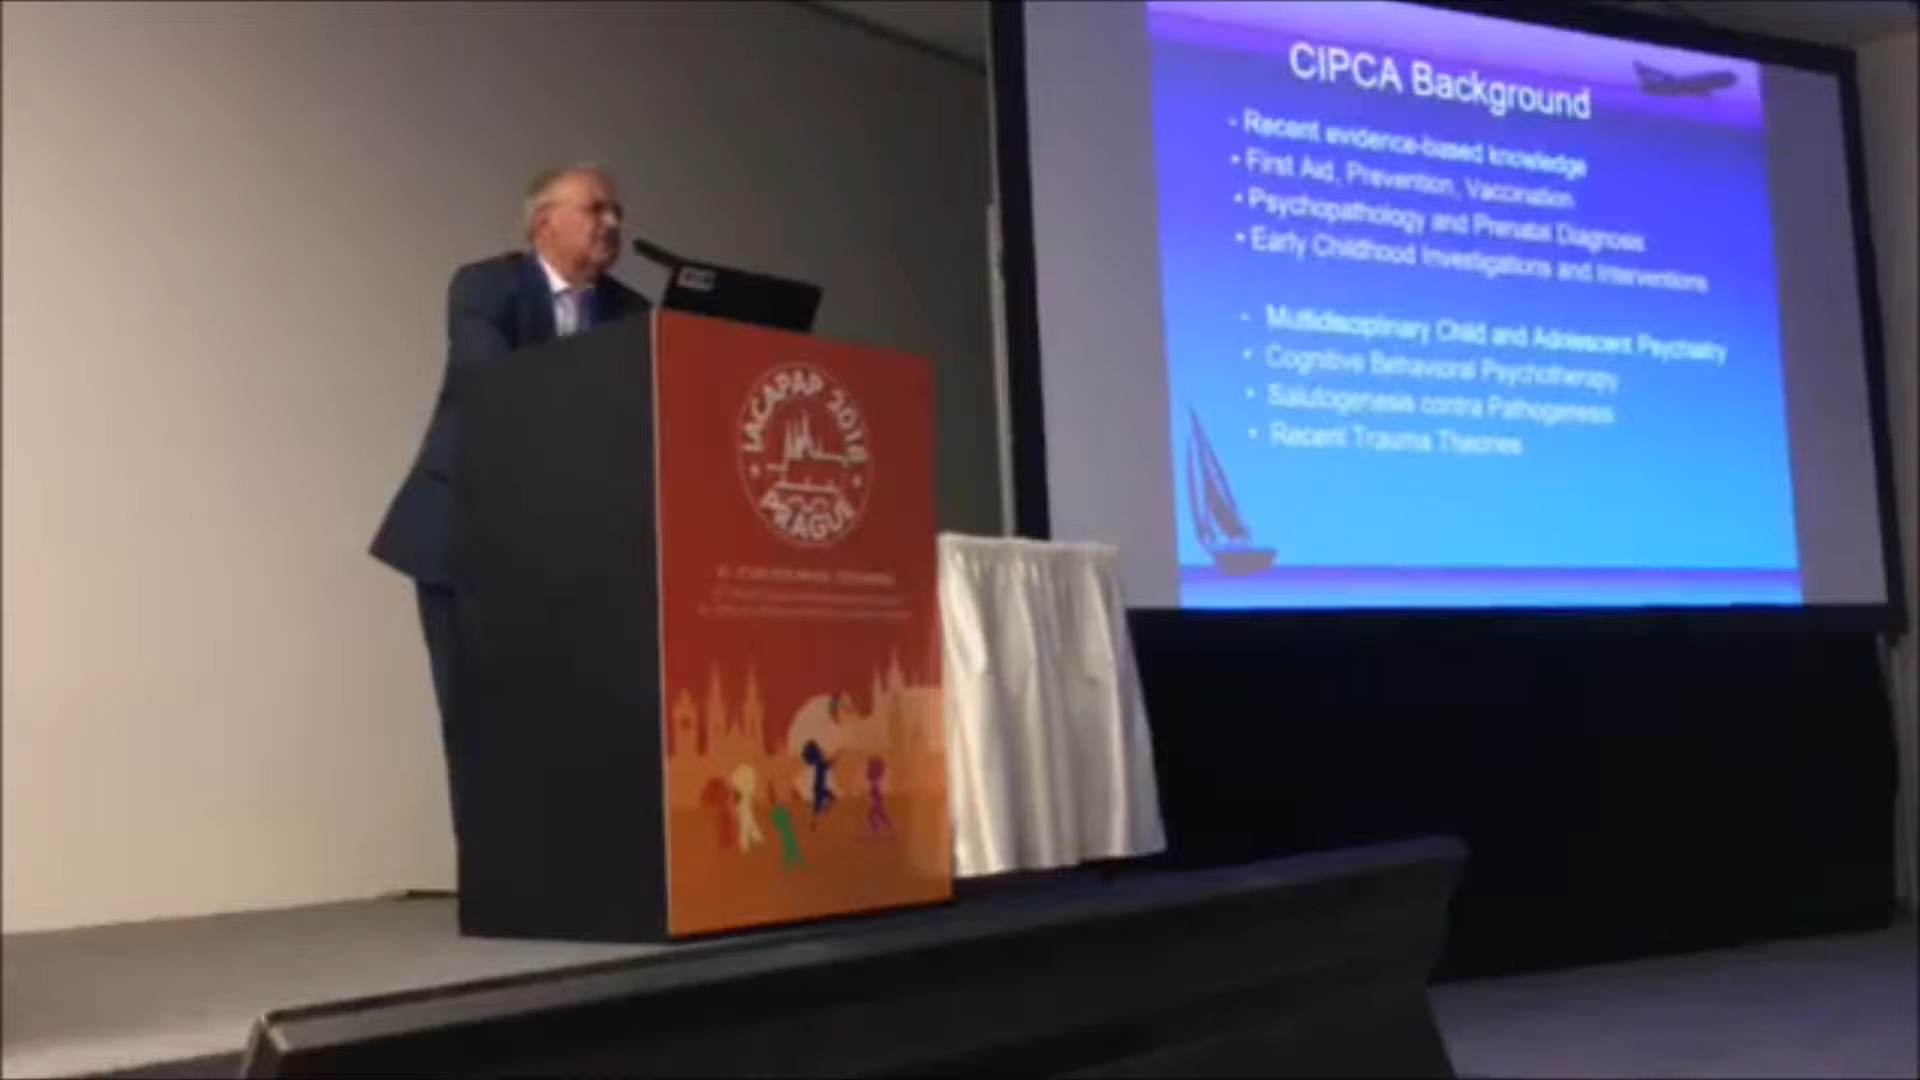 CIPCA Background
- Recent evidence-based knowledge
• First Aid, Prevention, Vaccination
• Psychopathology and Prenatal Diagnosis
• Early Childhood Investigations and Interventions
• Multidisciplinary Child and Adolescent Psychiatry
• Cognitive Behavioral Psychotherapy
• Salutogenesis contra Pathogenesis
• Recent Trauma Theories
IACAPAP 2018
PRAGUE